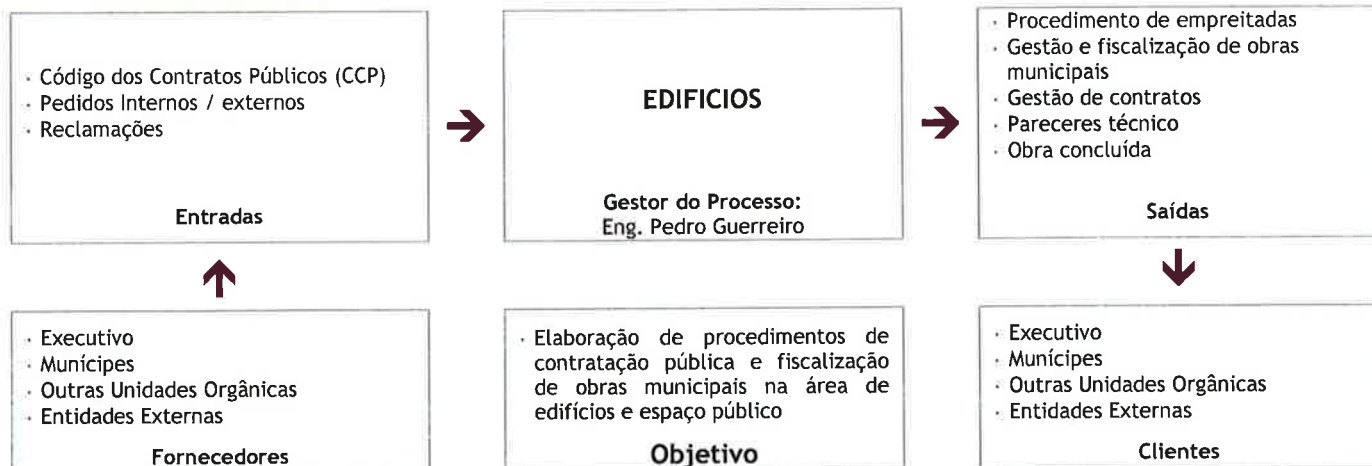 · Código dos Contratos Públicos (CCP)
· Pedidos Internos / externos
· Reclamações
Entradas
EDIFICIOS
Gestor do Processo:
Eng. Pedro Guerreiro
· Procedimento de empreitadas
· Gestão e fiscalização de obras
municipais
· Gestão de contratos
· Pareceres técnico
· Obra concluída
Saídas
· Executivo
· Munícipes
· Outras Unidades Orgânicas
· Entidades Externas
Fornecedores
· Elaboração de procedimentos de
contratação pública e fiscalização
de obras municipais na área de
edifícios e espaço público
Objetivo
· Executivo
· Munícipes
· Outras Unidades Orgânicas
· Entidades Externas
Clientes